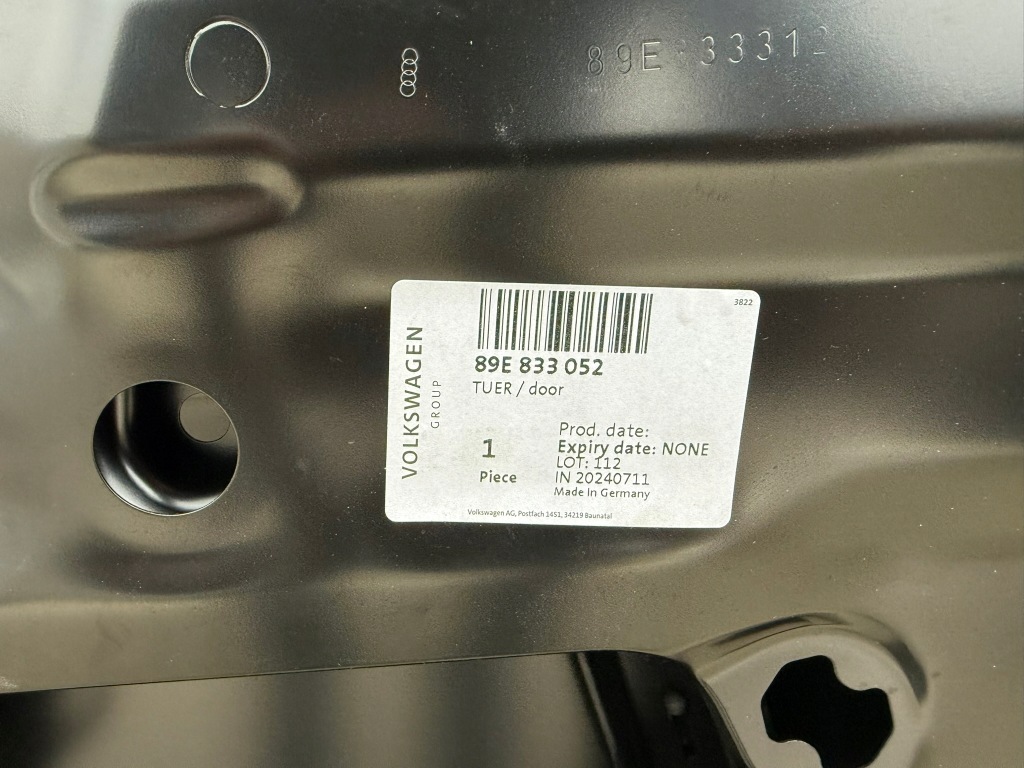 89E 833312
3822
VOLKSWAGEN
GROUP
89E 833 052
TUER / door
1
Piece
Prod. date:
Expiry date: NONE
LOT: 112
IN 20240711
Made In Germany
Volkswagen AG, Postfach 1451, 34219 Baunatal